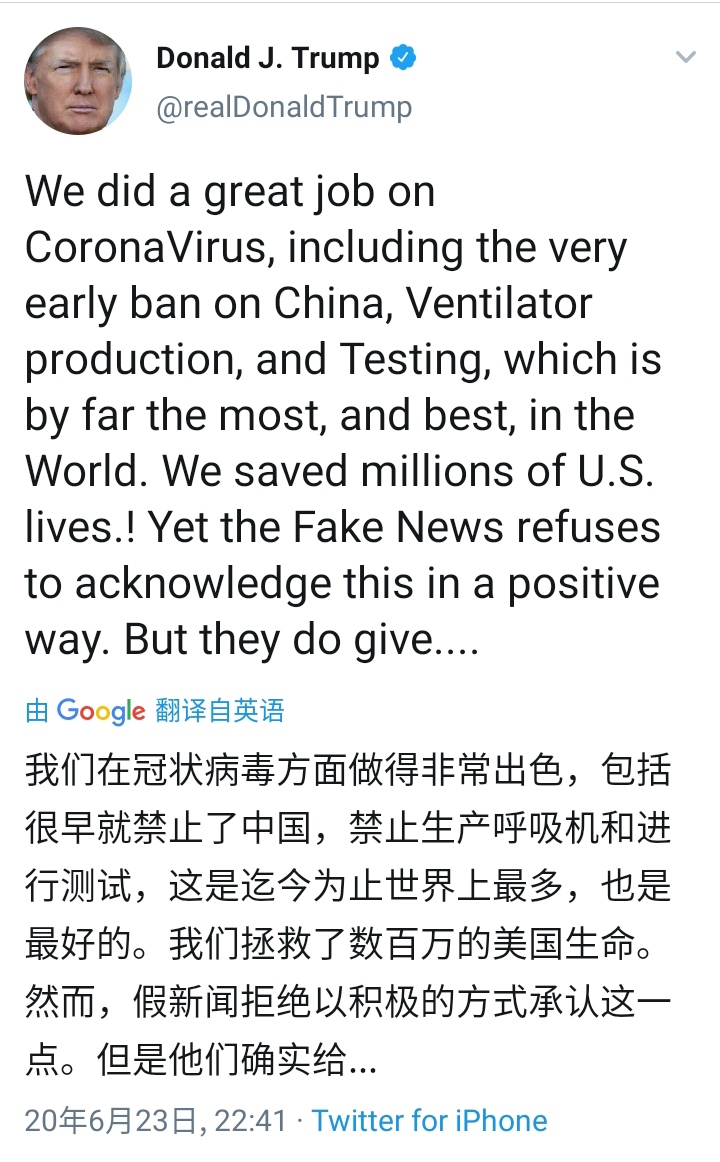 Donald J. Trump
@realDonaldTrump
We did a great job on
CoronaVirus, including the very
early ban on China, Ventilator
production, and Testing, which is
by far the most, and best, in the
World. We saved millions of U.S.
lives.! Yet the Fake News refuses
to acknowledge this in a positive
way. But they do give....
由 Google 翻译自英语
我们在冠状病毒方面做得非常出色，包括
很早就禁止了中国，禁止生产呼吸机和进
行测试，这是迄今为止世界上最多，也是
最好的。我们拯救了数百万的美国生命。
然而，假新闻拒绝以积极的方式承认这一
点。但是他们确实给...
20年6月23日, 22:41 · Twitter for iPhone